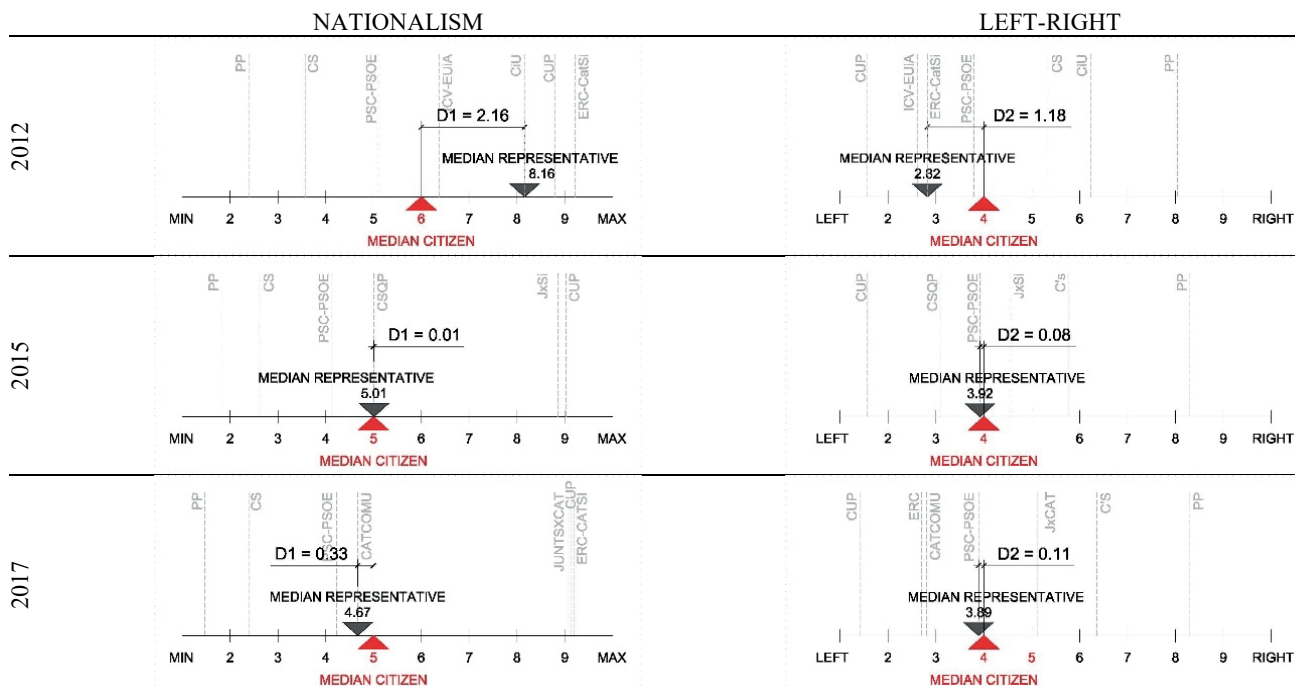 NATIONALISM LEFT-RIGHT
2012
PP CS PSC-PSOE ICV-EUiA CiU CUP ERC-CatSi
D1 = 2.16
MEDIAN REPRESENTATIVE
8.16
MIN 2 3 4 5 6 7 8 9 MAX
MEDIAN CITIZEN
CUP ICV-EUiA ERC-CatSi PSC-PSOE CS CiU PP
D2 = 1.18
MEDIAN REPRESENTATIVE
2.82
LEFT 2 3 4 5 6 7 8 9 RIGHT
MEDIAN CITIZEN
2015
PP CS PSC-PSOE CSQP JxSi CUP
D1 = 0.01
MEDIAN REPRESENTATIVE
5.01
MIN 2 3 4 5 6 7 8 9 MAX
MEDIAN CITIZEN
CUP CSQP PSC-PSOE JxSi C's PP
D2 = 0.08
MEDIAN REPRESENTATIVE
3.92
LEFT 2 3 4 5 6 7 8 9 RIGHT
MEDIAN CITIZEN
2017
PP CS PSC-PSOE CATCOMU JUNTSXCAT CUP ERC-CATSI
D1 = 0.33
MEDIAN REPRESENTATIVE
4.67
MIN 2 3 4 5 6 7 8 9 MAX
MEDIAN CITIZEN
CUP ERC CATCOMU PSC-PSOE JxCAT C'S PP
D2 = 0.11
MEDIAN REPRESENTATIVE
3.89
LEFT 2 3 4 5 6 7 8 9 RIGHT
MEDIAN CITIZEN